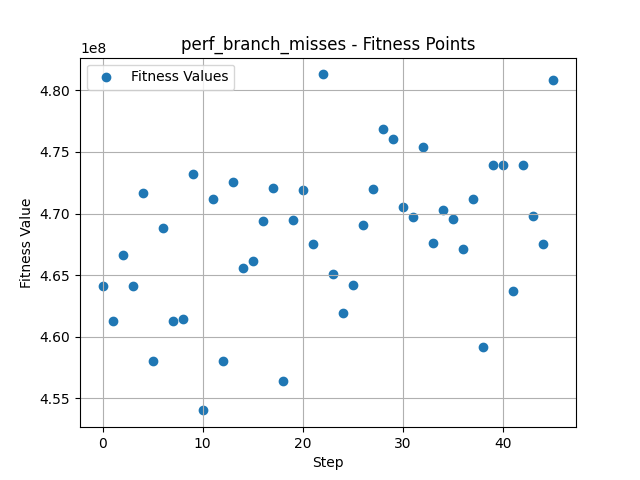 perf_branch_misses - Fitness Points
1e8
Fitness Values
4.80
4.75
4.70
4.65
4.60
4.55
Fitness Value
0 10 20 30 40
Step